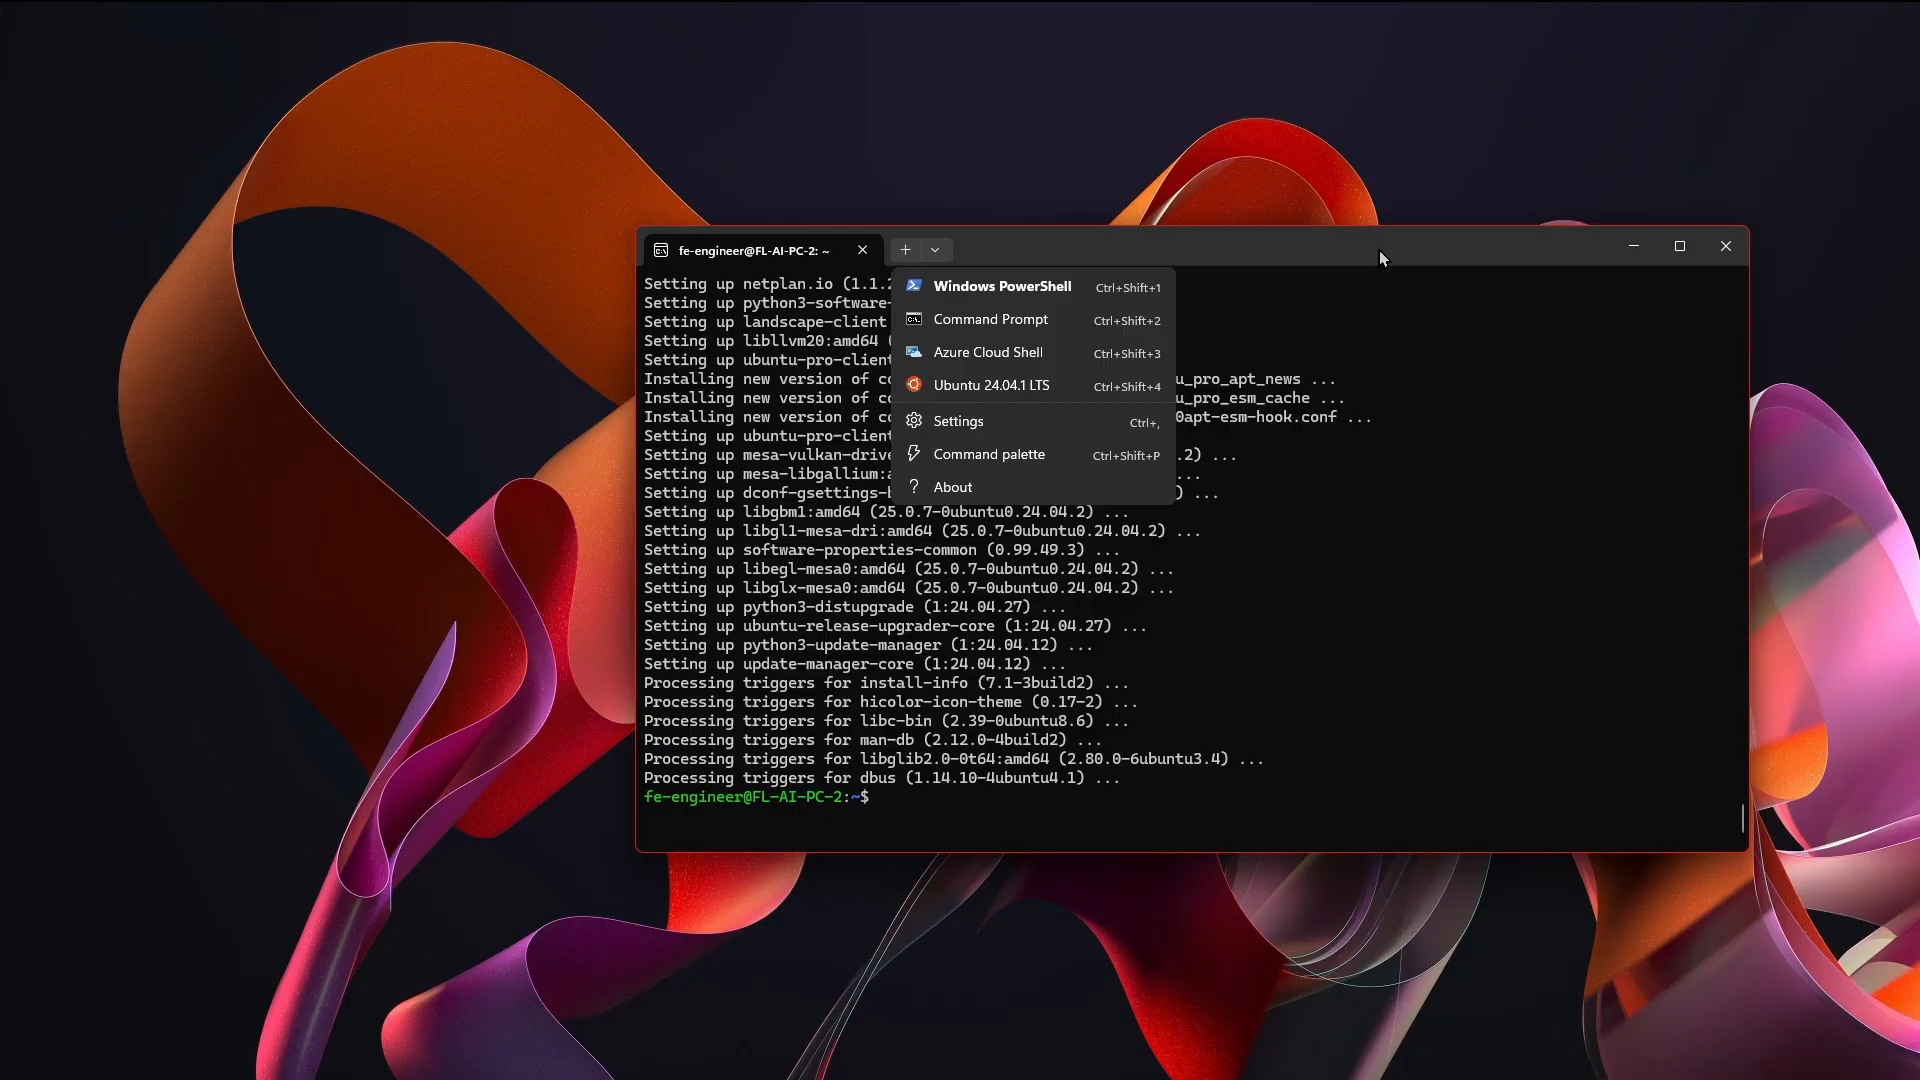 fe-engineer@FL-AI-PC-2: ~
Setting up netplan.io (1.1.2
Setting up python3-software-
Setting up landscape-client
Setting up libllvm20:amd64 (
Setting up ubuntu-pro-client
Installing new version of co
u_pro_apt_news ...
Installing new version of co
u_pro_esm_cache ...
Installing new version of co
0apt-esm-hook.conf ...
Setting up ubuntu-pro-client
Setting up mesa-vulkan-drive
.2) ...
Setting up mesa-libgallium:a
...
Setting up dconf-gsettings-b
) ...
Windows PowerShell Ctrl+Shift+1
Command Prompt Ctrl+Shift+2
Azure Cloud Shell Ctrl+Shift+3
Ubuntu 24.04.1 LTS Ctrl+Shift+4
Settings Ctrl+,
Command palette Ctrl+Shift+P
? About
Setting up libgbm1:amd64 (25.0.7-0ubuntu0.24.04.2) ...
Setting up libgl1-mesa-dri:amd64 (25.0.7-0ubuntu0.24.04.2) ...
Setting up software-properties-common (0.99.49.3) ...
Setting up libegl-mesa0:amd64 (25.0.7-0ubuntu0.24.04.2) ...
Setting up libglx-mesa0:amd64 (25.0.7-0ubuntu0.24.04.2) ...
Setting up python3-distupgrade (1:24.04.27) ...
Setting up ubuntu-release-upgrader-core (1:24.04.27) ...
Setting up python3-update-manager (1:24.04.12) ...
Setting up update-manager-core (1:24.04.12) ...
Processing triggers for install-info (7.1-3build2) ...
Processing triggers for hicolor-icon-theme (0.17-2) ...
Processing triggers for libc-bin (2.39-0ubuntu8.6) ...
Processing triggers for man-db (2.12.0-4build2) ...
Processing triggers for libglib2.0-0t64:amd64 (2.80.0-6ubuntu3.4) ...
Processing triggers for dbus (1.14.10-4ubuntu4.1) ...
fe-engineer@FL-AI-PC-2:~$